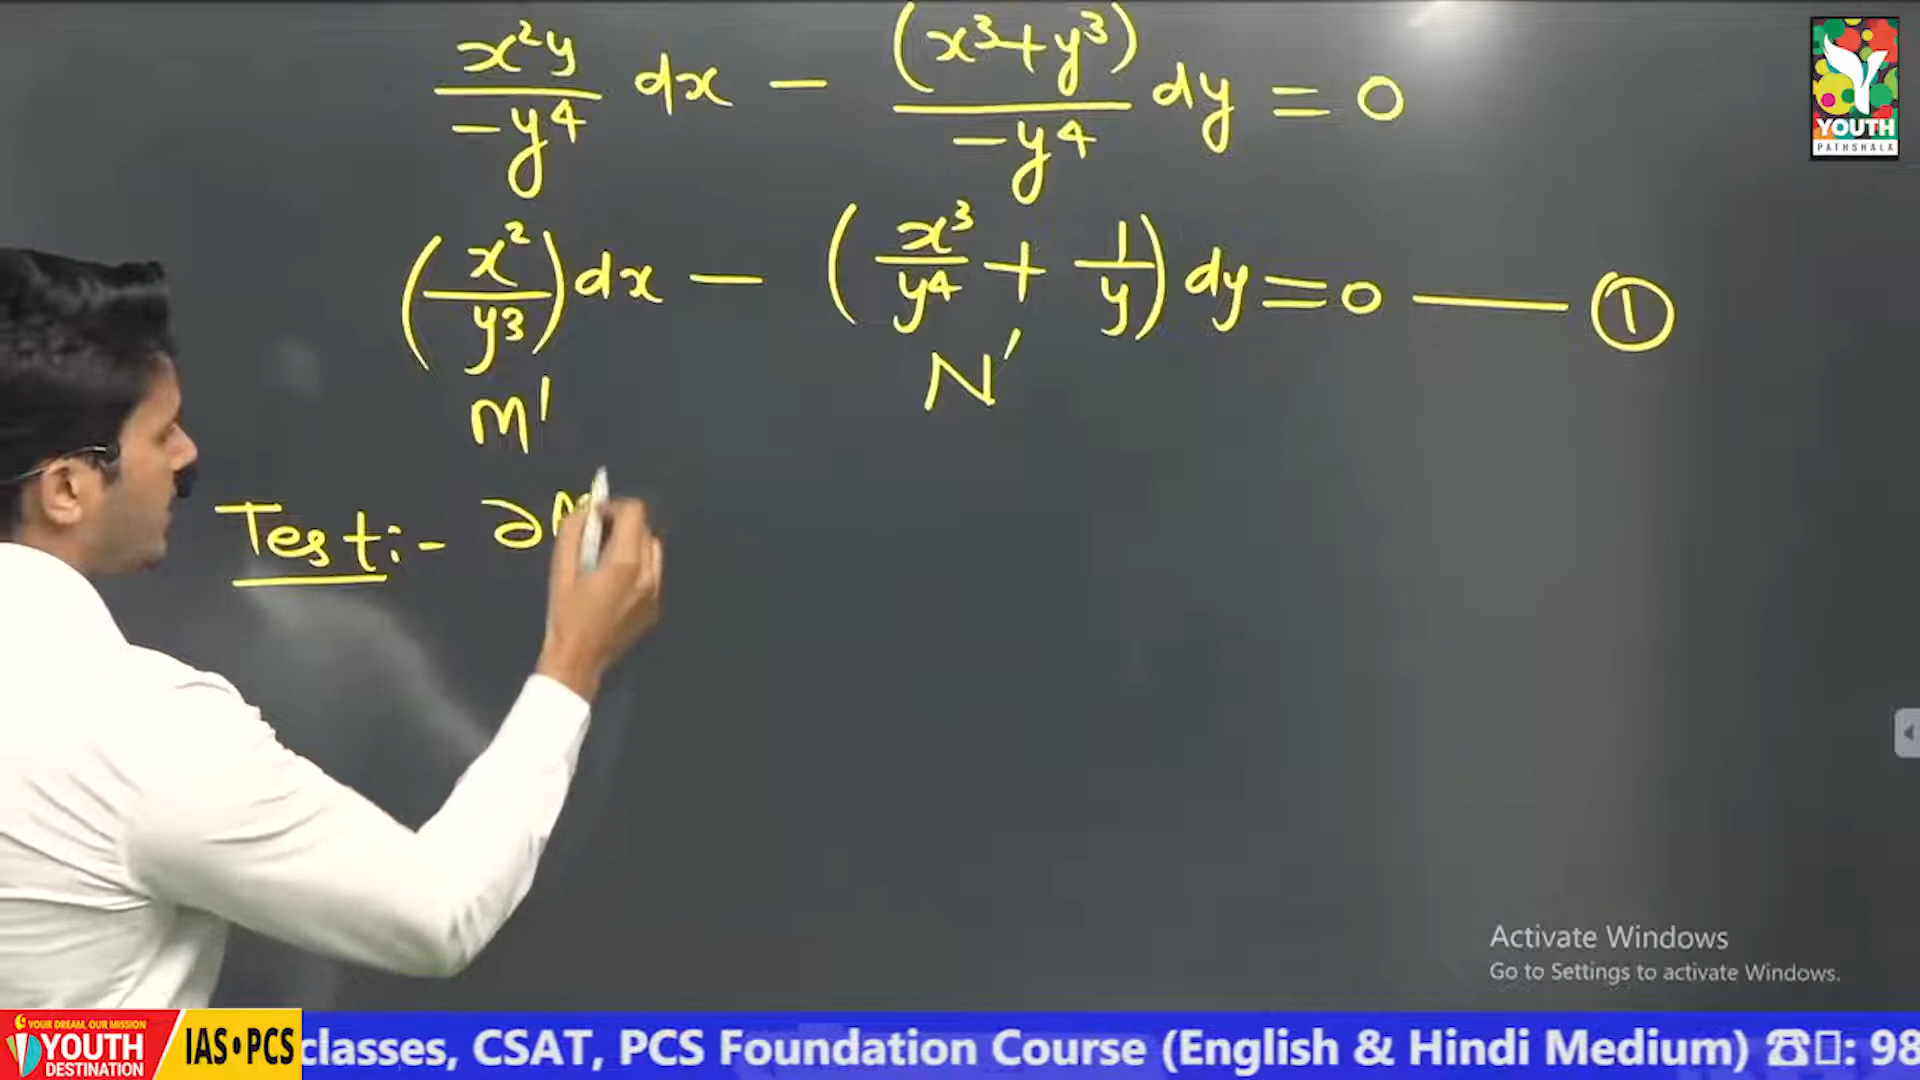 x²y/-y⁴ dx - (x³+y³)/-y⁴ dy = 0
(x²/y³) dx - (x³/y⁴ + 1/y) dy = 0 —— ①
M' N'
Test:- ∂M
YOUTH
PATHSHALA
Activate Windows
Go to Settings to activate Windows.
YOUR DREAM, OUR MISSION
YOUTH
DESTINATION
IAS•PCS
classes, CSAT, PCS Foundation Course (English & Hindi Medium) ☎: 98